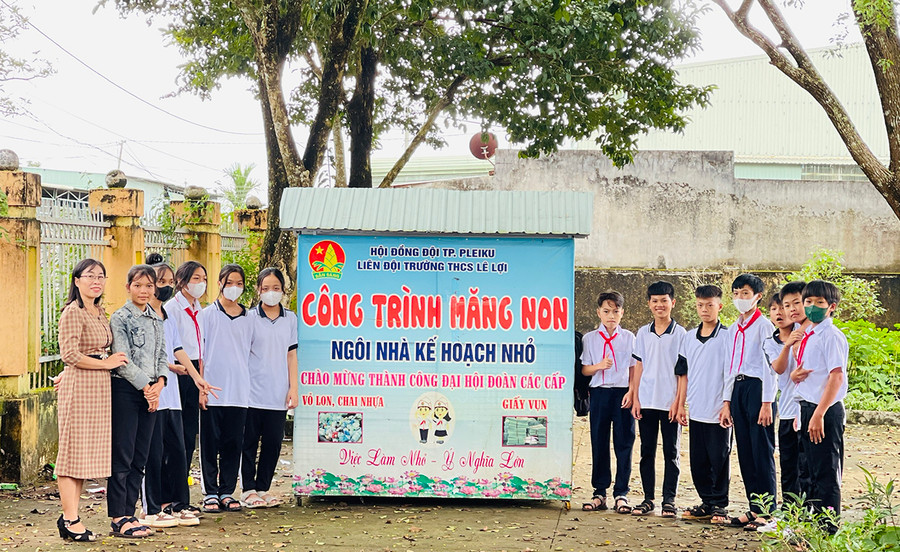 HỘI ĐỒNG ĐỘI TP. PLEIKU
LIÊN ĐỘI TRƯỜNG THCS LÊ LỢI
SẴN SÀNG
CÔNG TRÌNH MĂNG NON
NGÔI NHÀ KẾ HOẠCH NHỎ
CHÀO MỪNG THÀNH CÔNG ĐẠI HỘI ĐOÀN CÁC CẤP
VỎ LON, CHAI NHỰA
GIẤY VỤN
Việc Làm Nhỏ - Ý Nghĩa Lớn